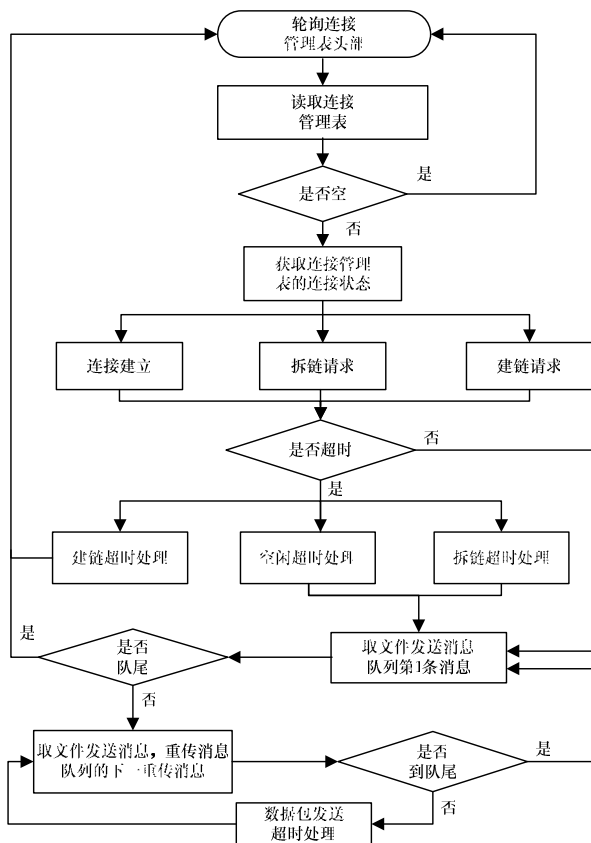 轮询连接
管理表头部
读取连接
管理表
是否空
是
否
获取连接管理
表的连接状态
连接建立
拆链请求
建链请求
是否超时
否
是
建链超时处理
空闲超时处理
拆链超时处理
是
是否
队尾
取文件发送消息
队列第1条消息
否
取文件发送消息，重传消息
队列的下一重传消息
是否
到队尾
是
否
数据包发送
超时处理